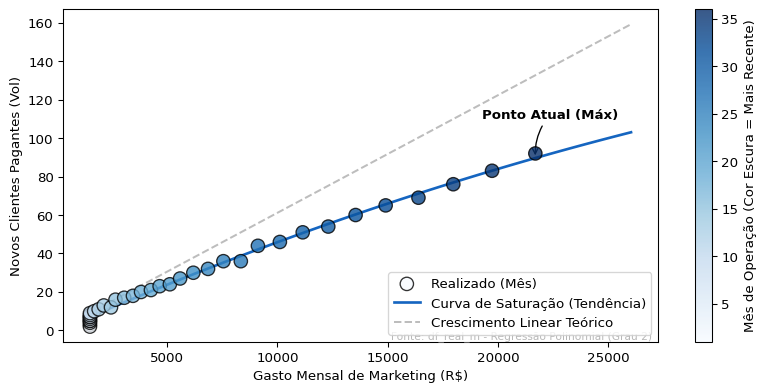 160
140
120
100
80
60
40
20
0
Novos Clientes Pagantes (Vol)
Ponto Atual (Máx)
Realizado (Mês)
Curva de Saturação (Tendência)
Crescimento Linear Teórico
Regressão Polinomial (Grau 2)
5000
10000
15000
20000
25000
Gasto Mensal de Marketing (R$)
35
30
25
20
15
10
5
Mês de Operação (Cor Escura = Mais Recente)